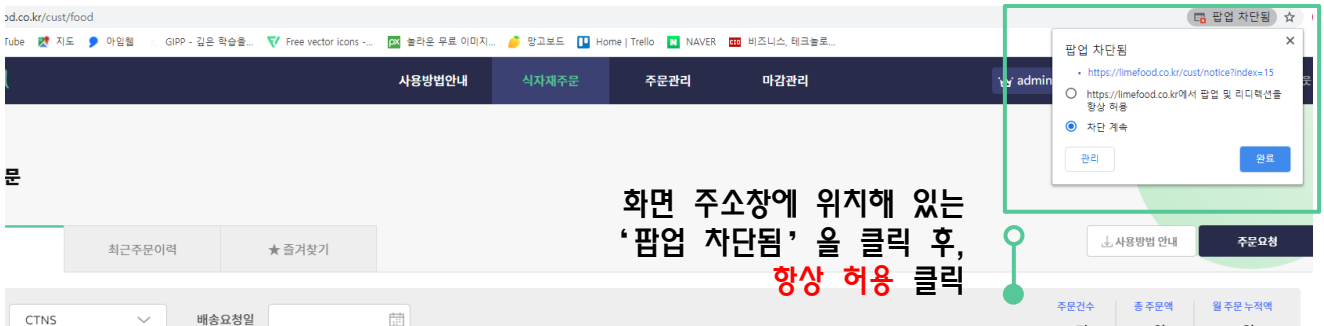 od.co.kr/cust/food
팝업 차단됨
Tube 지도 아임웹 GIPP - 깊은 학습을... Free vector icons -... 놀라운 무료 이미지... 망고보드 Home | Trello NAVER 비즈니스, 테크놀로...
팝업 차단됨
https://limefood.co.kr/cust/notice?index=15
https://limefood.co.kr에서 팝업 및 리디렉션을
항상 허용
차단 계속
관리 완료
사용방법안내 식자재주문 주문관리 마감관리 admin
문
화면 주소창에 위치해 있는
‘팝업 차단됨’ 을 클릭 후,
항상 허용 클릭
최근주문이력 ★ 즐겨찾기
사용방법 안내 주문요청
주문건수 총 주문액 월 주문 누적액
CTNS 배송요청일